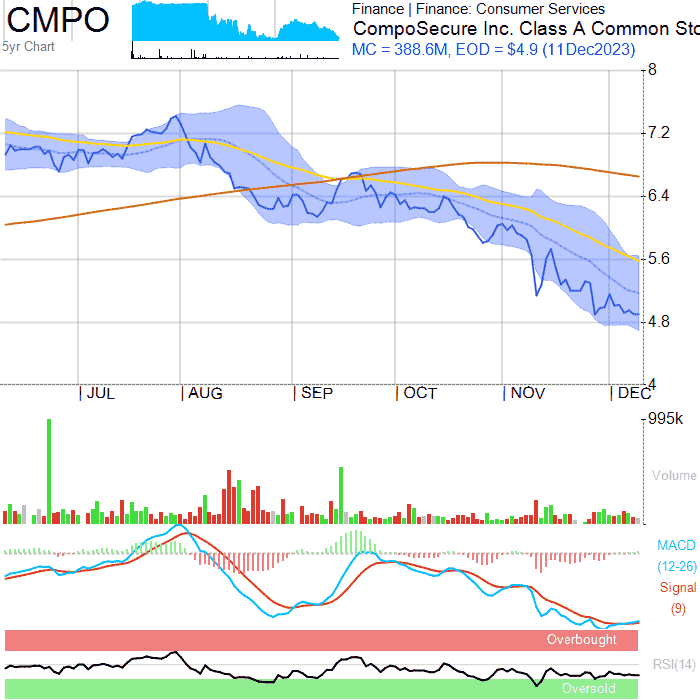 CMPO
5yr Chart
Finance | Finance: Consumer Services
CompoSecure Inc. Class A Common Sto
MC = 388.6M, EOD = $4.9 (11Dec2023)
8
7.2
6.4
5.6
4.8
4
| JUL | AUG | SEP | OCT | NOV | DEC
995k
Volume
MACD
(12-26)
Signal
(9)
Overbought
RSI(14)
Oversold